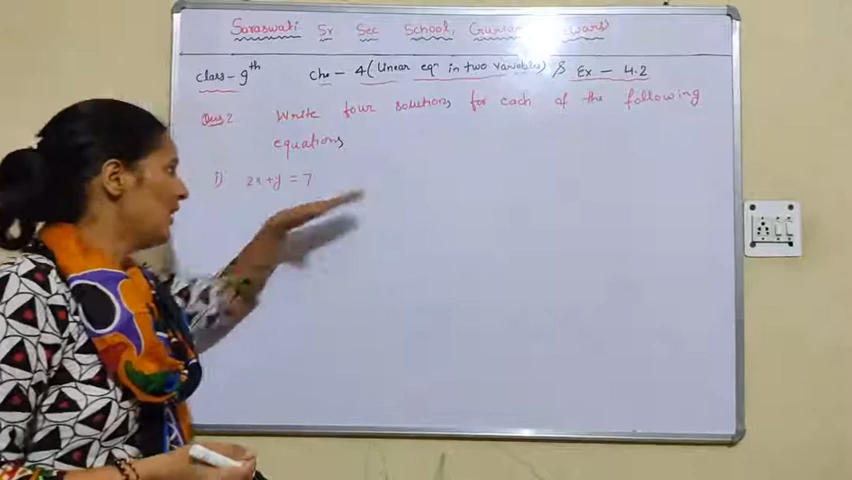 Saraswati Sr Sec School,
class - 9th Ch - 4 (Linear eqn in two variables) Ex - 4.2
Ques 2 Write four solutions for each of the following
equations
i) 2x + y = 7